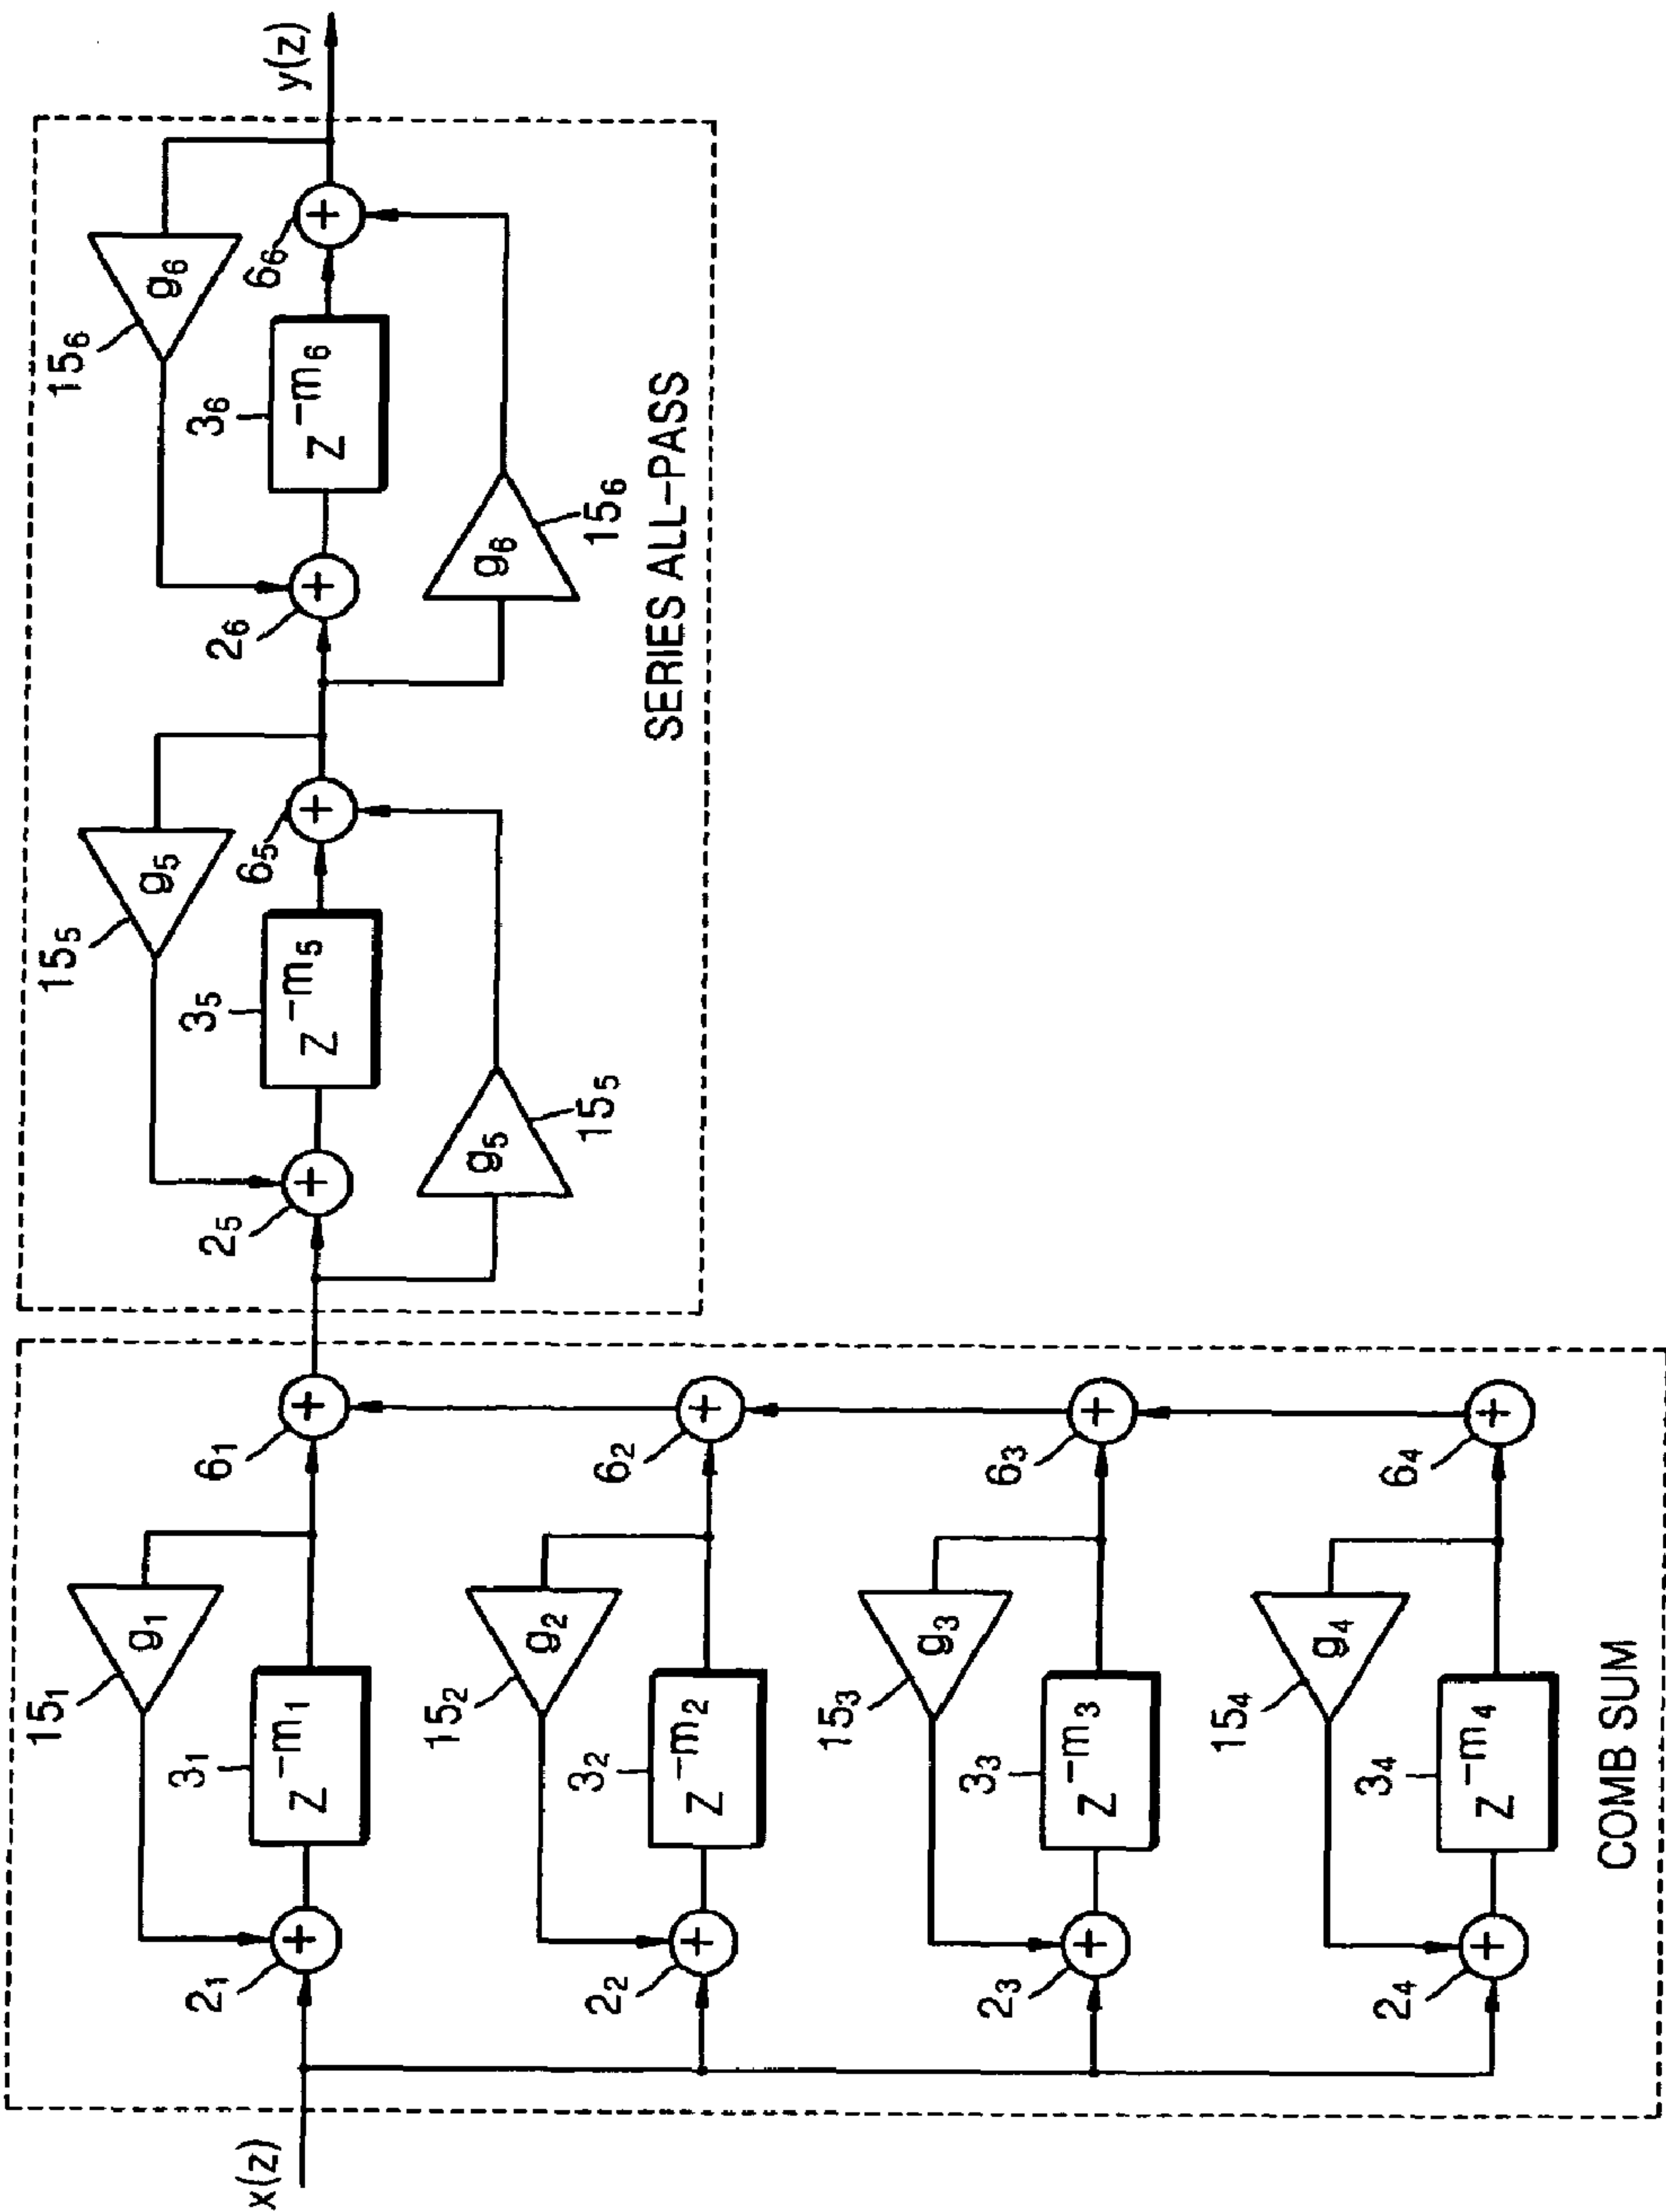 x(z)
15₁
g₁
3₁
z^-m₁
2₁
6₁
15₂
g₂
3₂
z^-m₂
2₂
6₂
15₃
g₃
3₃
z^-m₃
2₃
6₃
15₄
g₄
3₄
z^-m₄
2₄
6₄
+
+
+
+
+
+
+
+
COMB SUM
15₅
g₅
3₅
z^-m₅
2₅
6₅
+
+
g₅
15₅
15₆
g₆
3₆
z^-m₆
2₆
6₆
+
+
g₆
15₆
SERIES ALL-PASS
y(z)